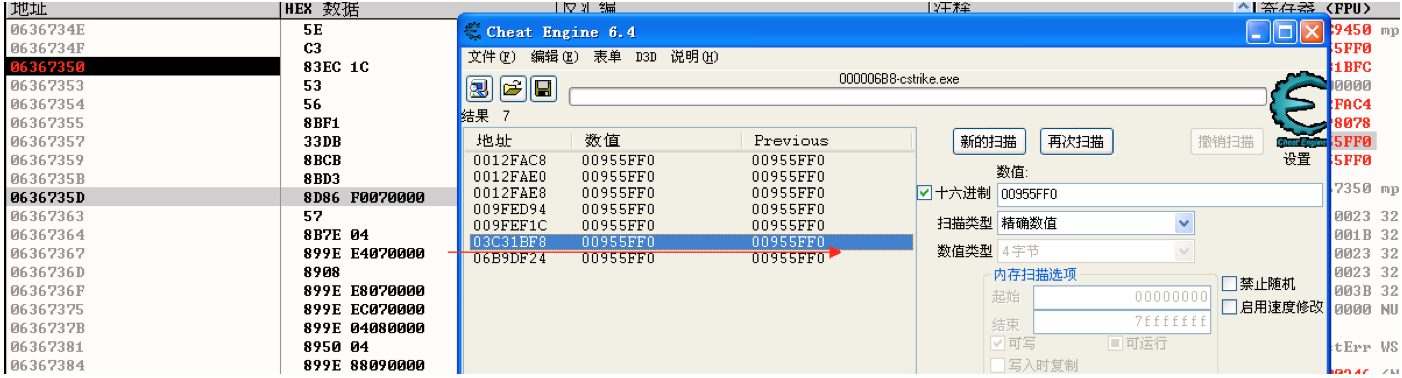 地址 HEX 数据 反汇编 注释 寄存器 (FPU)
0636734E 5E
0636734F C3
06367350 83EC 1C
06367353 53
06367354 56
06367355 8BF1
06367357 33DB
06367359 8BCB
0636735B 8BD3
0636735D 8D86 F0070000
06367363 57
06367364 8B7E 04
06367367 899E E4070000
0636736D 8908
0636736F 899E E8070000
06367375 899E EC070000
0636737B 899E 04080000
06367381 8950 04
06367384 899E 88090000
Cheat Engine 6.4
文件(F) 编辑(E) 表单 D3D 说明(H)
000006B8-cstrike.exe
结果 7
地址 数值 Previous
0012FAC8 00955FF0 00955FF0
0012FAE0 00955FF0 00955FF0
0012FAE8 00955FF0 00955FF0
009FED94 00955FF0 00955FF0
009FEF1C 00955FF0 00955FF0
03C31BF8 00955FF0 00955FF0
06B9DF24 00955FF0 00955FF0
新的扫描 再次扫描 撤销扫描
Cheat Engine
设置
数值:
十六进制 00955FF0
扫描类型 精确数值
数值类型 4字节
内存扫描选项
起始 00000000
结束 7fffffff
可写 可运行
写入时复制
禁止随机
启用速度修改
9450 mp
5FF0
1BFC
0000
FAC4
8078
5FF0
5FF0
7350 mp
0023 32
001B 32
0023 32
0023 32
003B 32
0000 NU
tErr WS